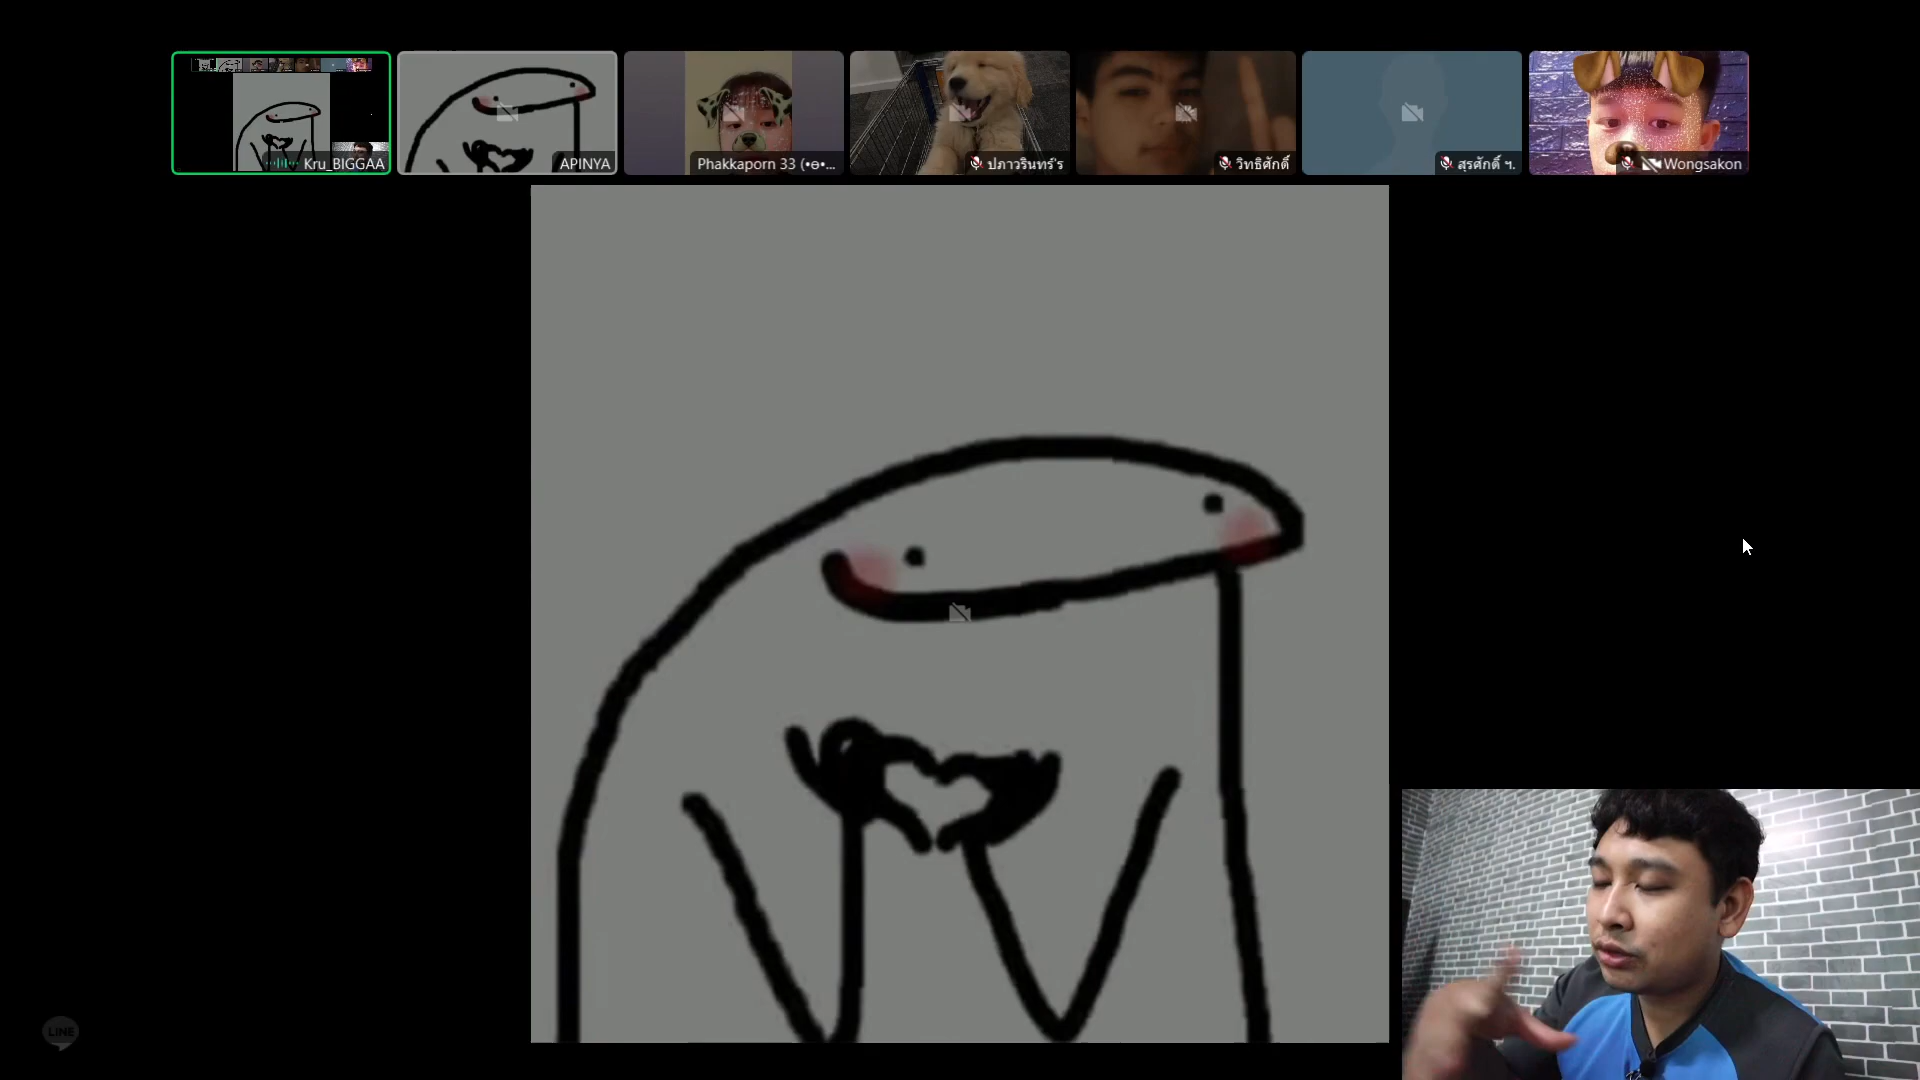 Kru_BIGGAA
APINYA
Phakkaporn 33 (•ө•...
ปภาวรินทร์'s
วิทธิศักดิ์
สุรศักดิ์ ฯ.
Wongsakon
LINE